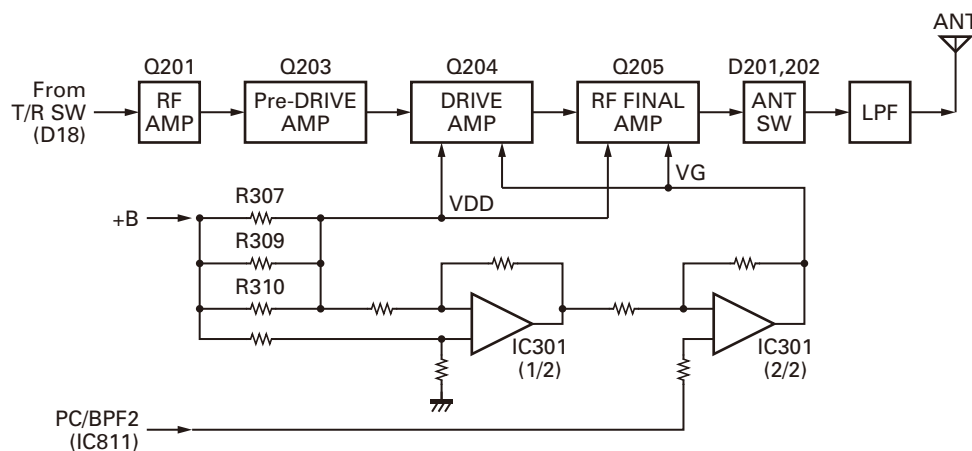 ANT
Q201
Q203
Q204
Q205
D201,202
From
T/R SW
(D18)
RF
AMP
Pre-DRIVE
AMP
DRIVE
AMP
RF FINAL
AMP
ANT
SW
LPF
VG
+B
R307
VDD
R309
R310
IC301
(1/2)
IC301
(2/2)
PC/BPF2
(IC811)